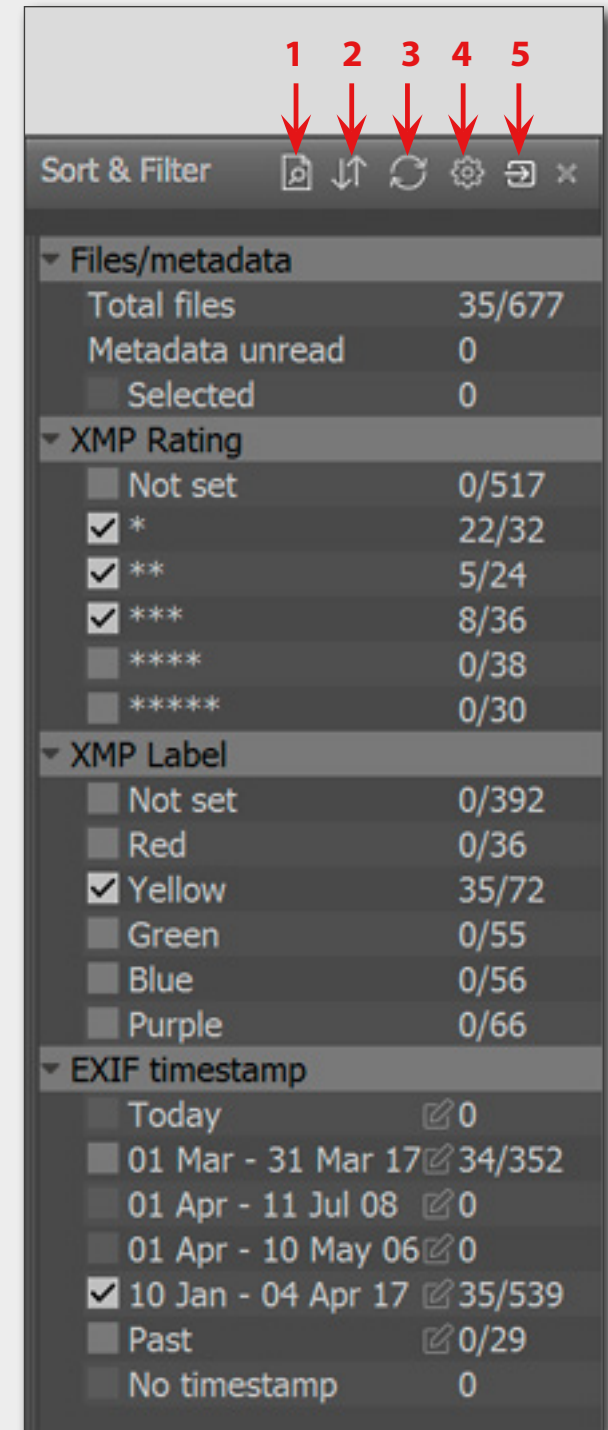 1 2 3 4 5
Sort & Filter
Files/metadata
Total files 35/677
Metadata unread 0
Selected 0
XMP Rating
Not set 0/517
* 22/32
** 5/24
*** 8/36
**** 0/38
***** 0/30
XMP Label
Not set 0/392
Red 0/36
Yellow 35/72
Green 0/55
Blue 0/56
Purple 0/66
EXIF timestamp
Today 0
01 Mar - 31 Mar 17 34/352
01 Apr - 11 Jul 08 0
01 Apr - 10 May 06 0
10 Jan - 04 Apr 17 35/539
Past 0/29
No timestamp 0